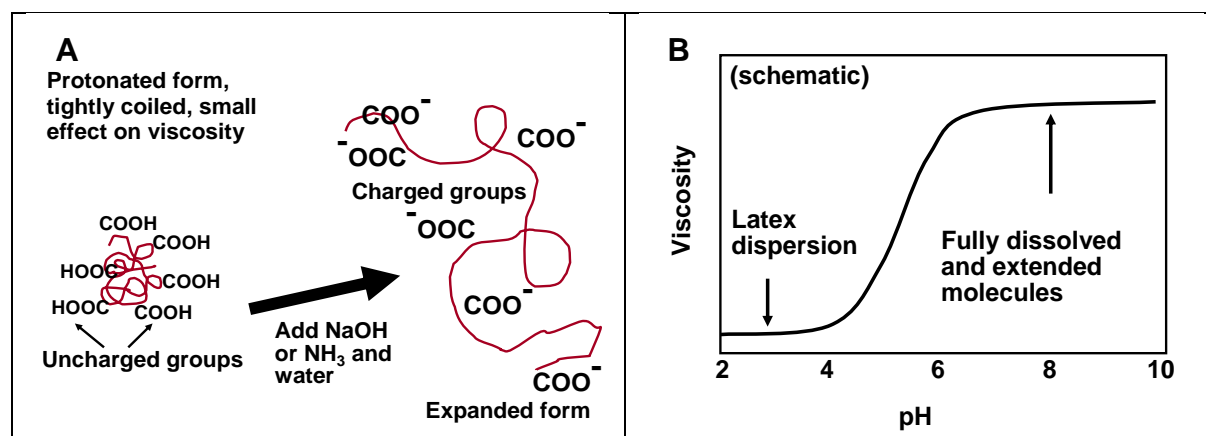 A
Protonated form,
tightly coiled, small
effect on viscosity
COO-
COO-
-OOC
Charged groups
-OOC
COOH
COOH
HOOC
COOH
HOOC
COOH
COO-
Uncharged groups
Add NaOH
or NH3 and
water
COO-
Expanded form
B
(schematic)
Viscosity
Latex
dispersion
Fully dissolved
and extended
molecules
2 4 6 8 10
pH